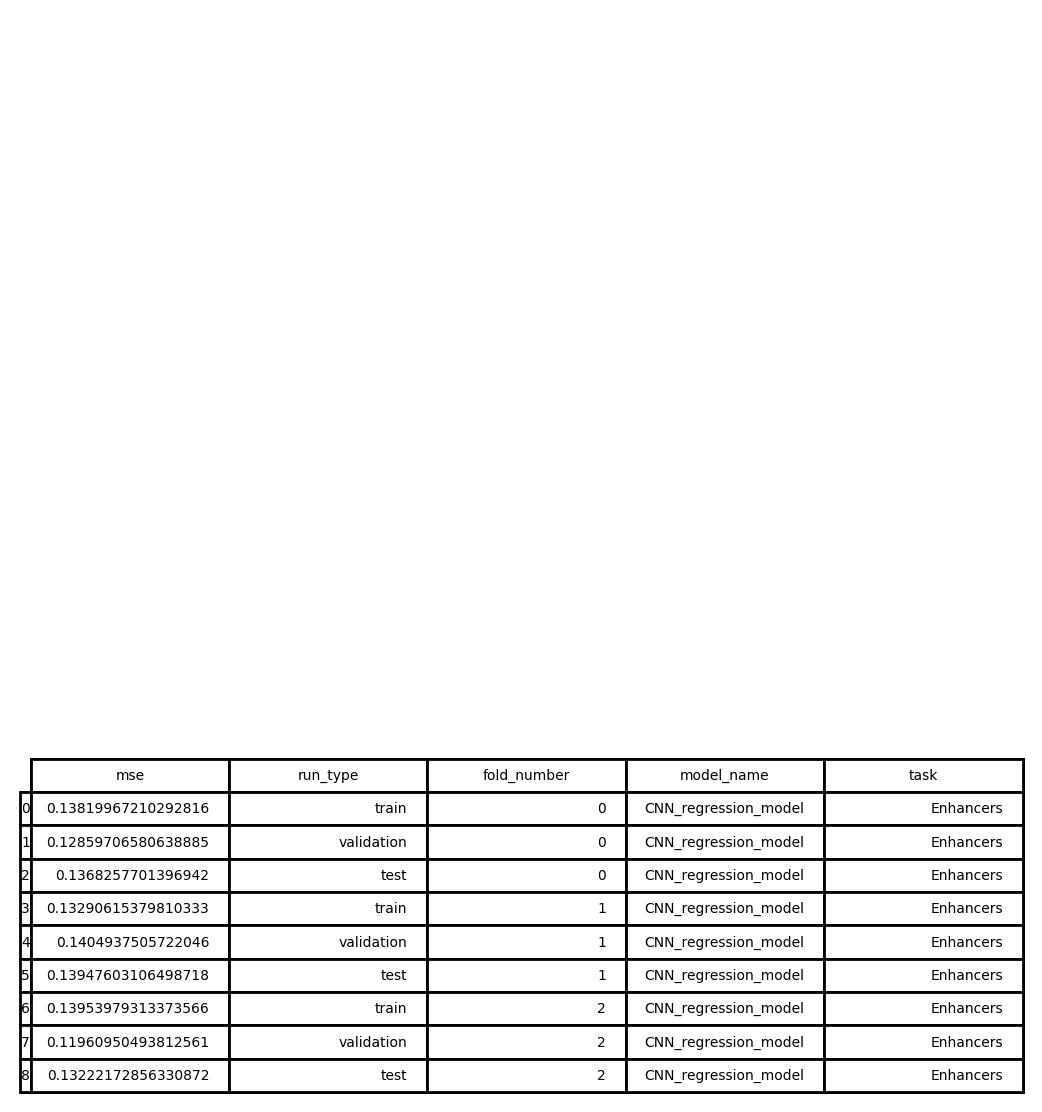 mse run_type fold_number model_name task
0 0.13819967210292816 train 0 CNN_regression_model Enhancers
1 0.12859706580638885 validation 0 CNN_regression_model Enhancers
2 0.1368257701396942 test 0 CNN_regression_model Enhancers
3 0.13290615379810333 train 1 CNN_regression_model Enhancers
4 0.1404937505722046 validation 1 CNN_regression_model Enhancers
5 0.13947603106498718 test 1 CNN_regression_model Enhancers
6 0.13953979313373566 train 2 CNN_regression_model Enhancers
7 0.11960950493812561 validation 2 CNN_regression_model Enhancers
8 0.13222172856330872 test 2 CNN_regression_model Enhancers